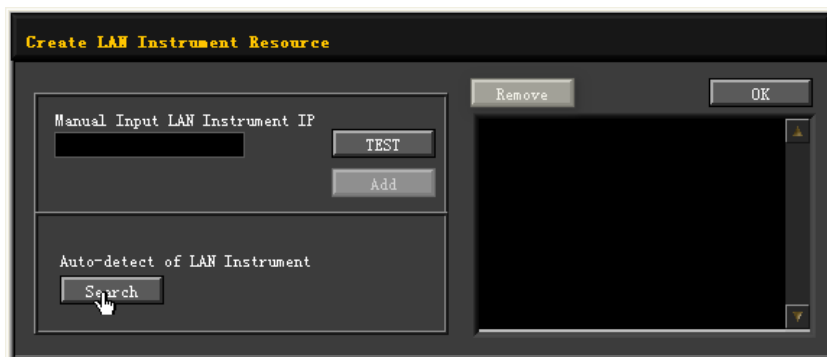 Create LAN Instrument Resource
Remove
OK
Manual Input LAN Instrument IP
TEST
Add
Auto-detect of LAN Instrument
Search